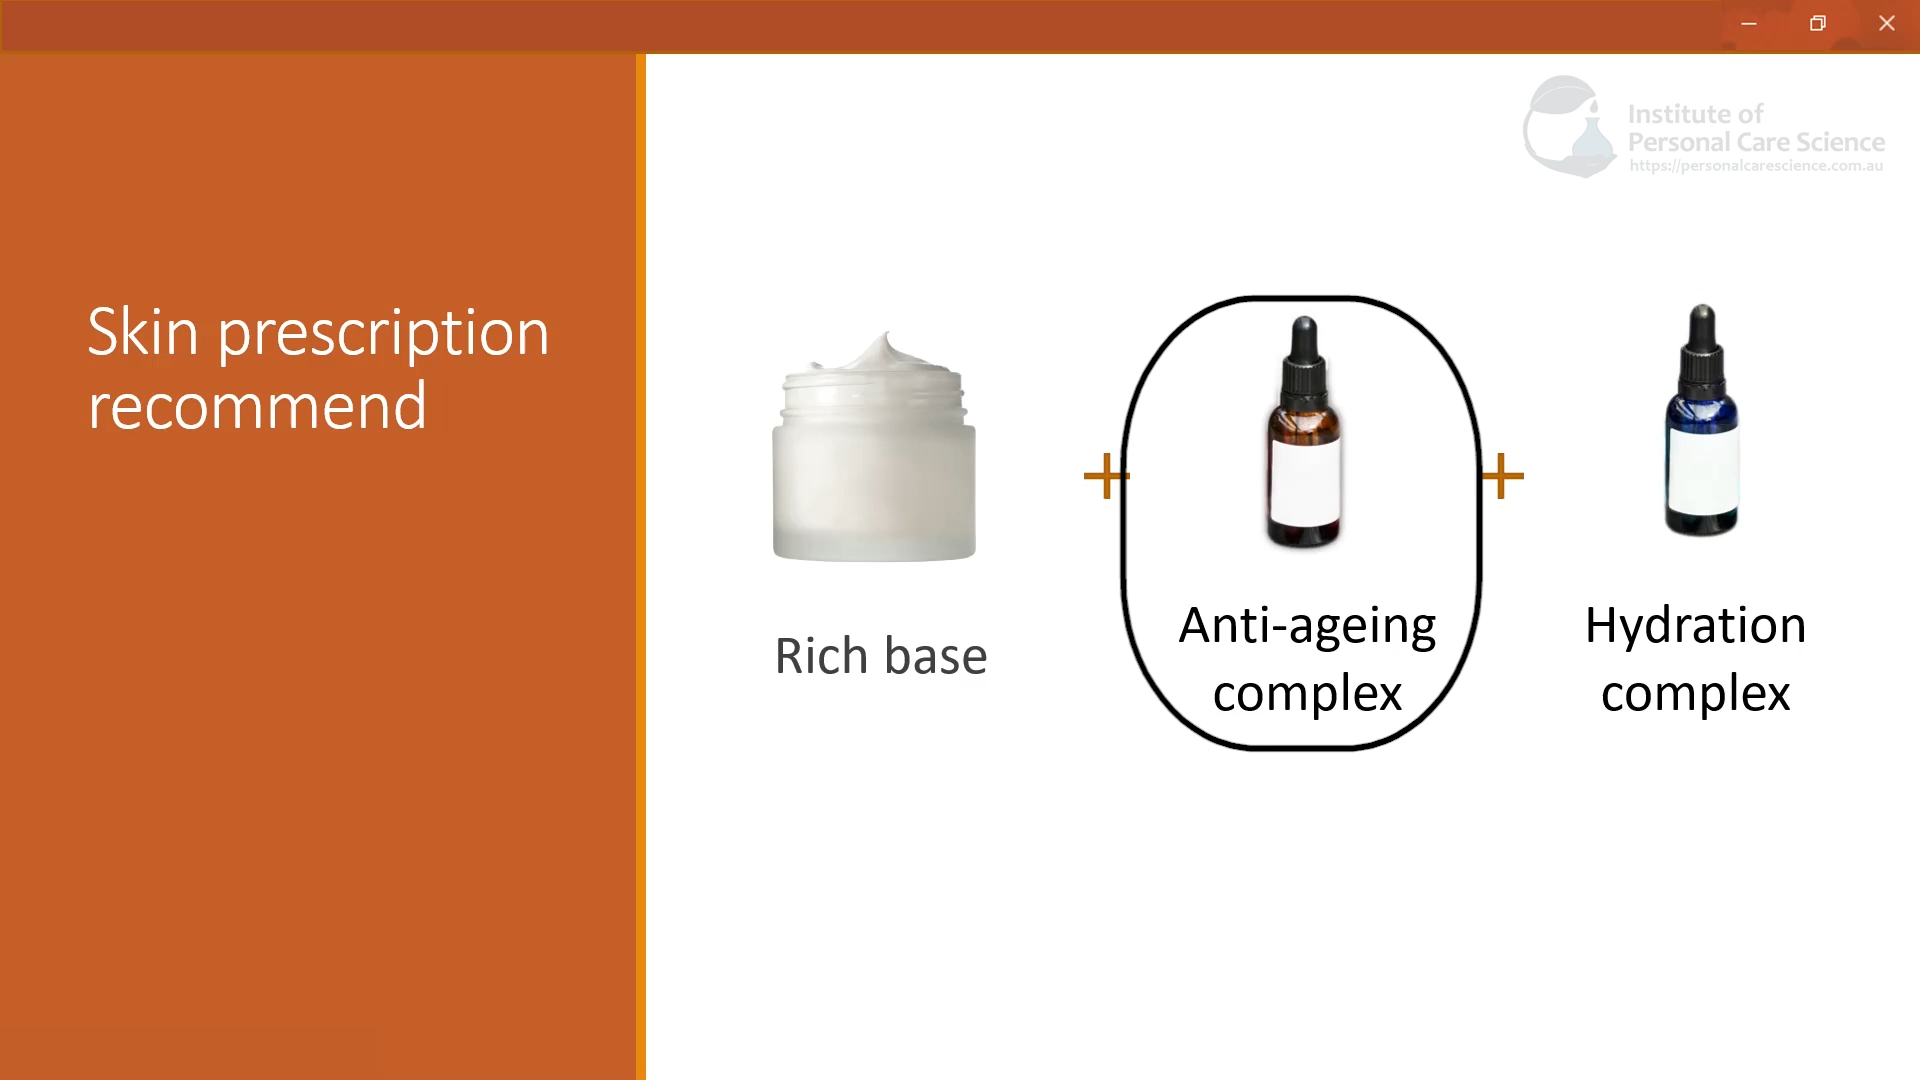 Institute of
Personal Care Science
https://personalcarescience.com.au
Skin prescription
recommend
Rich base
+
Anti-ageing
complex
+
Hydration
complex